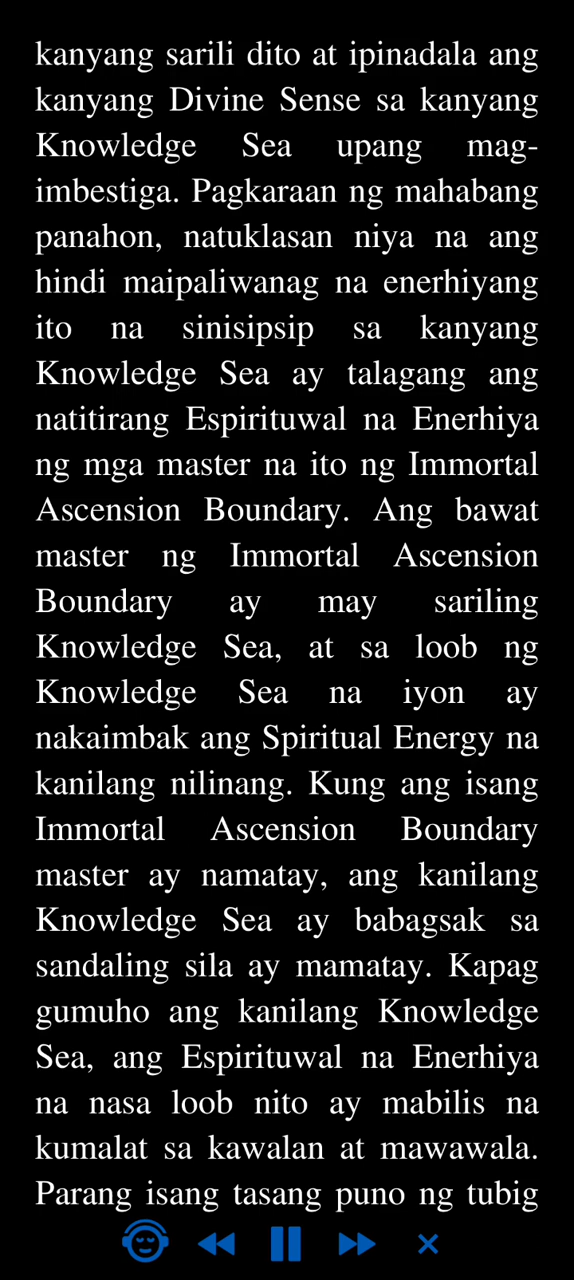 kanyang sarili dito at ipinadala ang
kanyang Divine Sense sa kanyang
Knowledge Sea upang mag-
imbestiga. Pagkaraan ng mahabang
panahon, natuklasan niya na ang
hindi maipaliwanag na enerhiyang
ito na sinisipsip sa kanyang
Knowledge Sea ay talagang ang
natitirang Espirituwal na Enerhiya
ng mga master na ito ng Immortal
Ascension Boundary. Ang bawat
master ng Immortal Ascension
Boundary ay may sariling
Knowledge Sea, at sa loob ng
Knowledge Sea na iyon ay
nakaimbak ang Spiritual Energy na
kanilang nilinang. Kung ang isang
Immortal Ascension Boundary
master ay namatay, ang kanilang
Knowledge Sea ay babagsak sa
sandaling sila ay mamatay. Kapag
gumuho ang kanilang Knowledge
Sea, ang Espirituwal na Enerhiya
na nasa loob nito ay mabilis na
kumalat sa kawalan at mawawala.
Parang isang tasang puno ng tubig